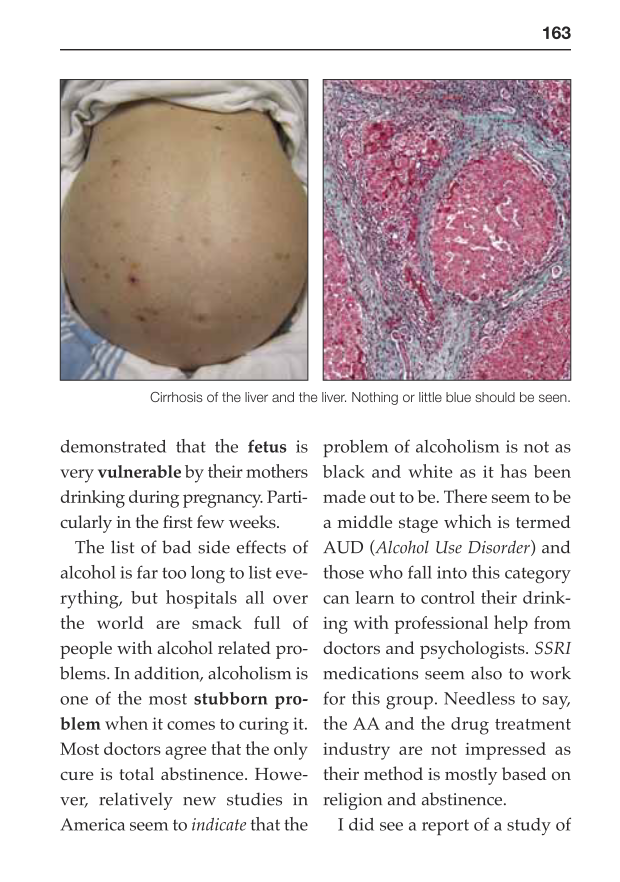 163
Cirrhosis of the liver and the liver. Nothing or little blue should be seen.
demonstrated that the fetus is
very vulnerable by their mothers
drinking during pregnancy. Parti-
cularly in the first few weeks.
The list of bad side effects of
alcohol is far too long to list eve-
rything, but hospitals all over
the world are smack full of
people with alcohol related pro-
blems. In addition, alcoholism is
one of the most stubborn pro-
blem when it comes to curing it.
Most doctors agree that the only
cure is total abstinence. Howe-
ver, relatively new studies in
America seem to indicate that the
problem of alcoholism is not as
black and white as it has been
made out to be. There seem to be
a middle stage which is termed
AUD (Alcohol Use Disorder) and
those who fall into this category
can learn to control their drink-
ing with professional help from
doctors and psychologists. SSRI
medications seem also to work
for this group. Needless to say,
the AA and the drug treatment
industry are not impressed as
their method is mostly based on
religion and abstinence.
I did see a report of a study of